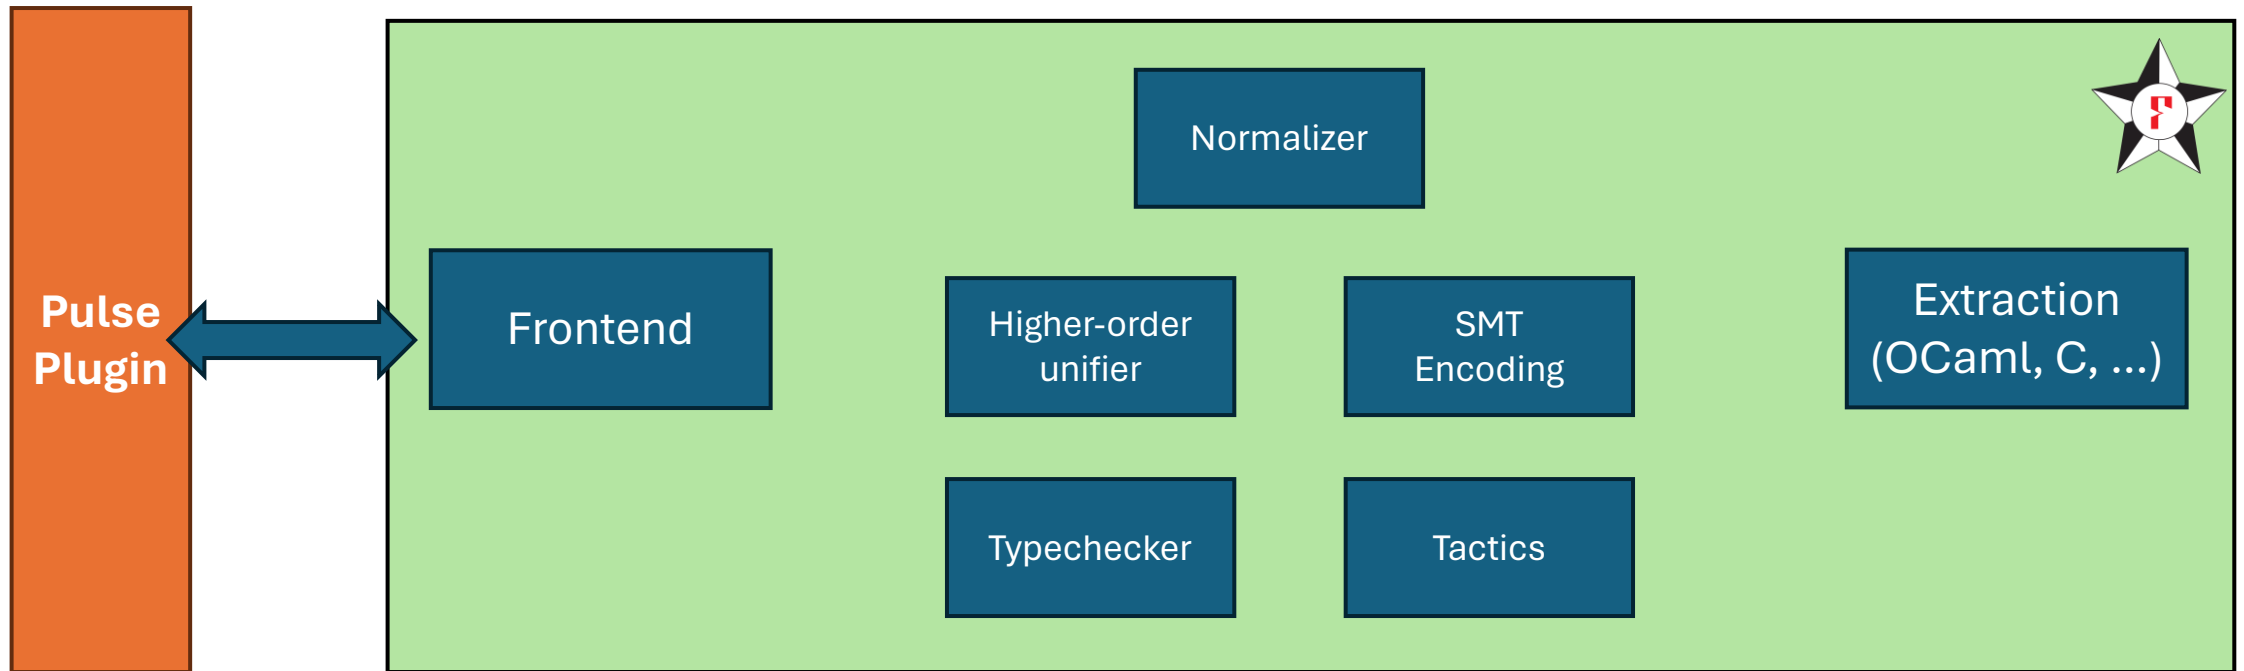 Pulse
Plugin
Frontend
Normalizer
Higher-order
unifier
SMT
Encoding
Typechecker
Tactics
Extraction
(OCaml, C, ...)
F